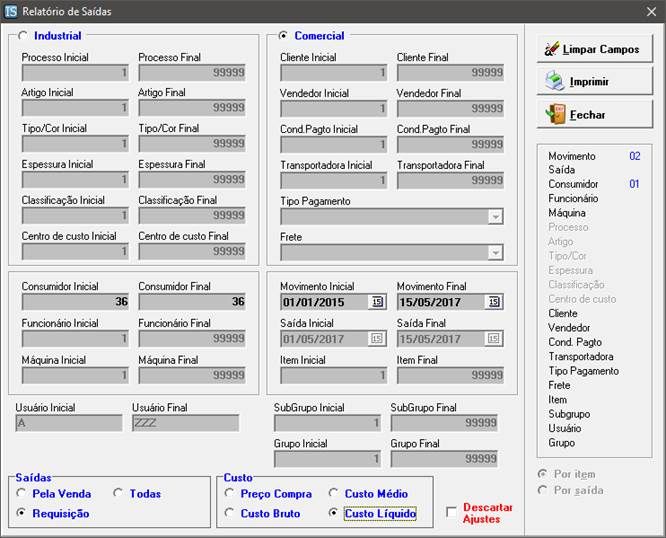 Relatório de Saídas
Industrial
Processo Inicial Processo Final
1 99999
Artigo Inicial Artigo Final
1 99999
Tipo/Cor Inicial Tipo/Cor Final
1 99999
Espessura Inicial Espessura Final
1 99999
Classificação Inicial Classificação Final
1 99999
Centro de custo Inicial Centro de custo Final
1 99999
Comercial
Cliente Inicial Cliente Final
1 99999
Vendedor Inicial Vendedor Final
1 99999
Cond.Pagto Inicial Cond.Pagto Final
1 99999
Transportadora Inicial Transportadora Final
1 99999
Tipo Pagamento
Frete
Consumidor Inicial Consumidor Final
36 36
Funcionário Inicial Funcionário Final
1 99999
Máquina Inicial Máquina Final
1 99999
Movimento Inicial Movimento Final
01/01/2015 15 15/05/2017 15
Saída Inicial Saída Final
01/05/2017 15 15/05/2017 15
Item Inicial Item Final
1 99999
Usuário Inicial Usuário Final
A ZZZ
SubGrupo Inicial SubGrupo Final
1 99999
Grupo Inicial Grupo Final
1 99999
Saídas
Pela Venda Todas
Requisição
Custo
Preço Compra Custo Médio
Custo Bruto Custo Líquido
Descartar
Ajustes
Limpar Campos
Imprimir
Fechar
Movimento 02
Saída
Consumidor 01
Funcionário
Máquina
Processo
Artigo
Tipo/Cor
Espessura
Classificação
Centro de custo
Cliente
Vendedor
Cond. Pagto
Transportadora
Tipo Pagamento
Frete
Item
Subgrupo
Usuário
Grupo
Por item
Por saída